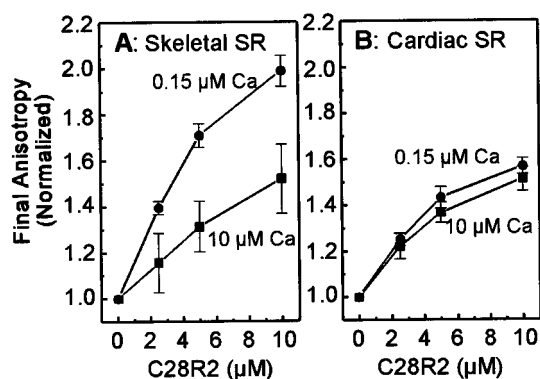 Final Anisotropy
(Normalized)
A: Skeletal SR
0.15 µM Ca
10 µM Ca
2.2
2.0
1.8
1.6
1.4
1.2
1.0
0 2 4 6 8 10
C28R2 (µM)
B: Cardiac SR
0.15 µM Ca
10 µM Ca
2.2
2.0
1.8
1.6
1.4
1.2
1.0
0 2 4 6 8 10
C28R2 (µM)